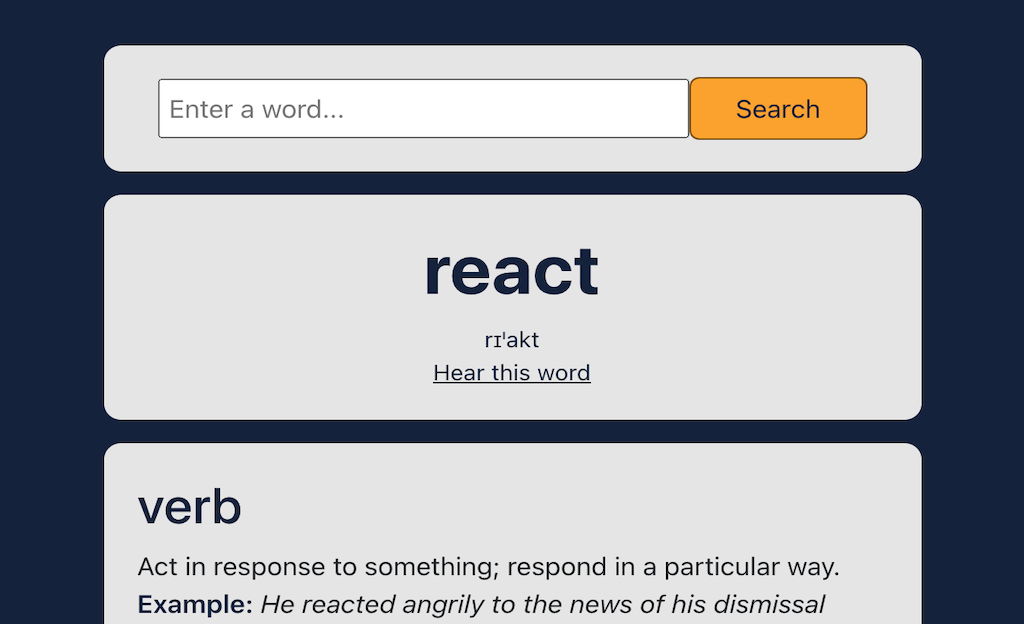 Enter a word...
Search
react
rɪˈakt
Hear this word
verb
Act in response to something; respond in a particular way.
Example: He reacted angrily to the news of his dismissal